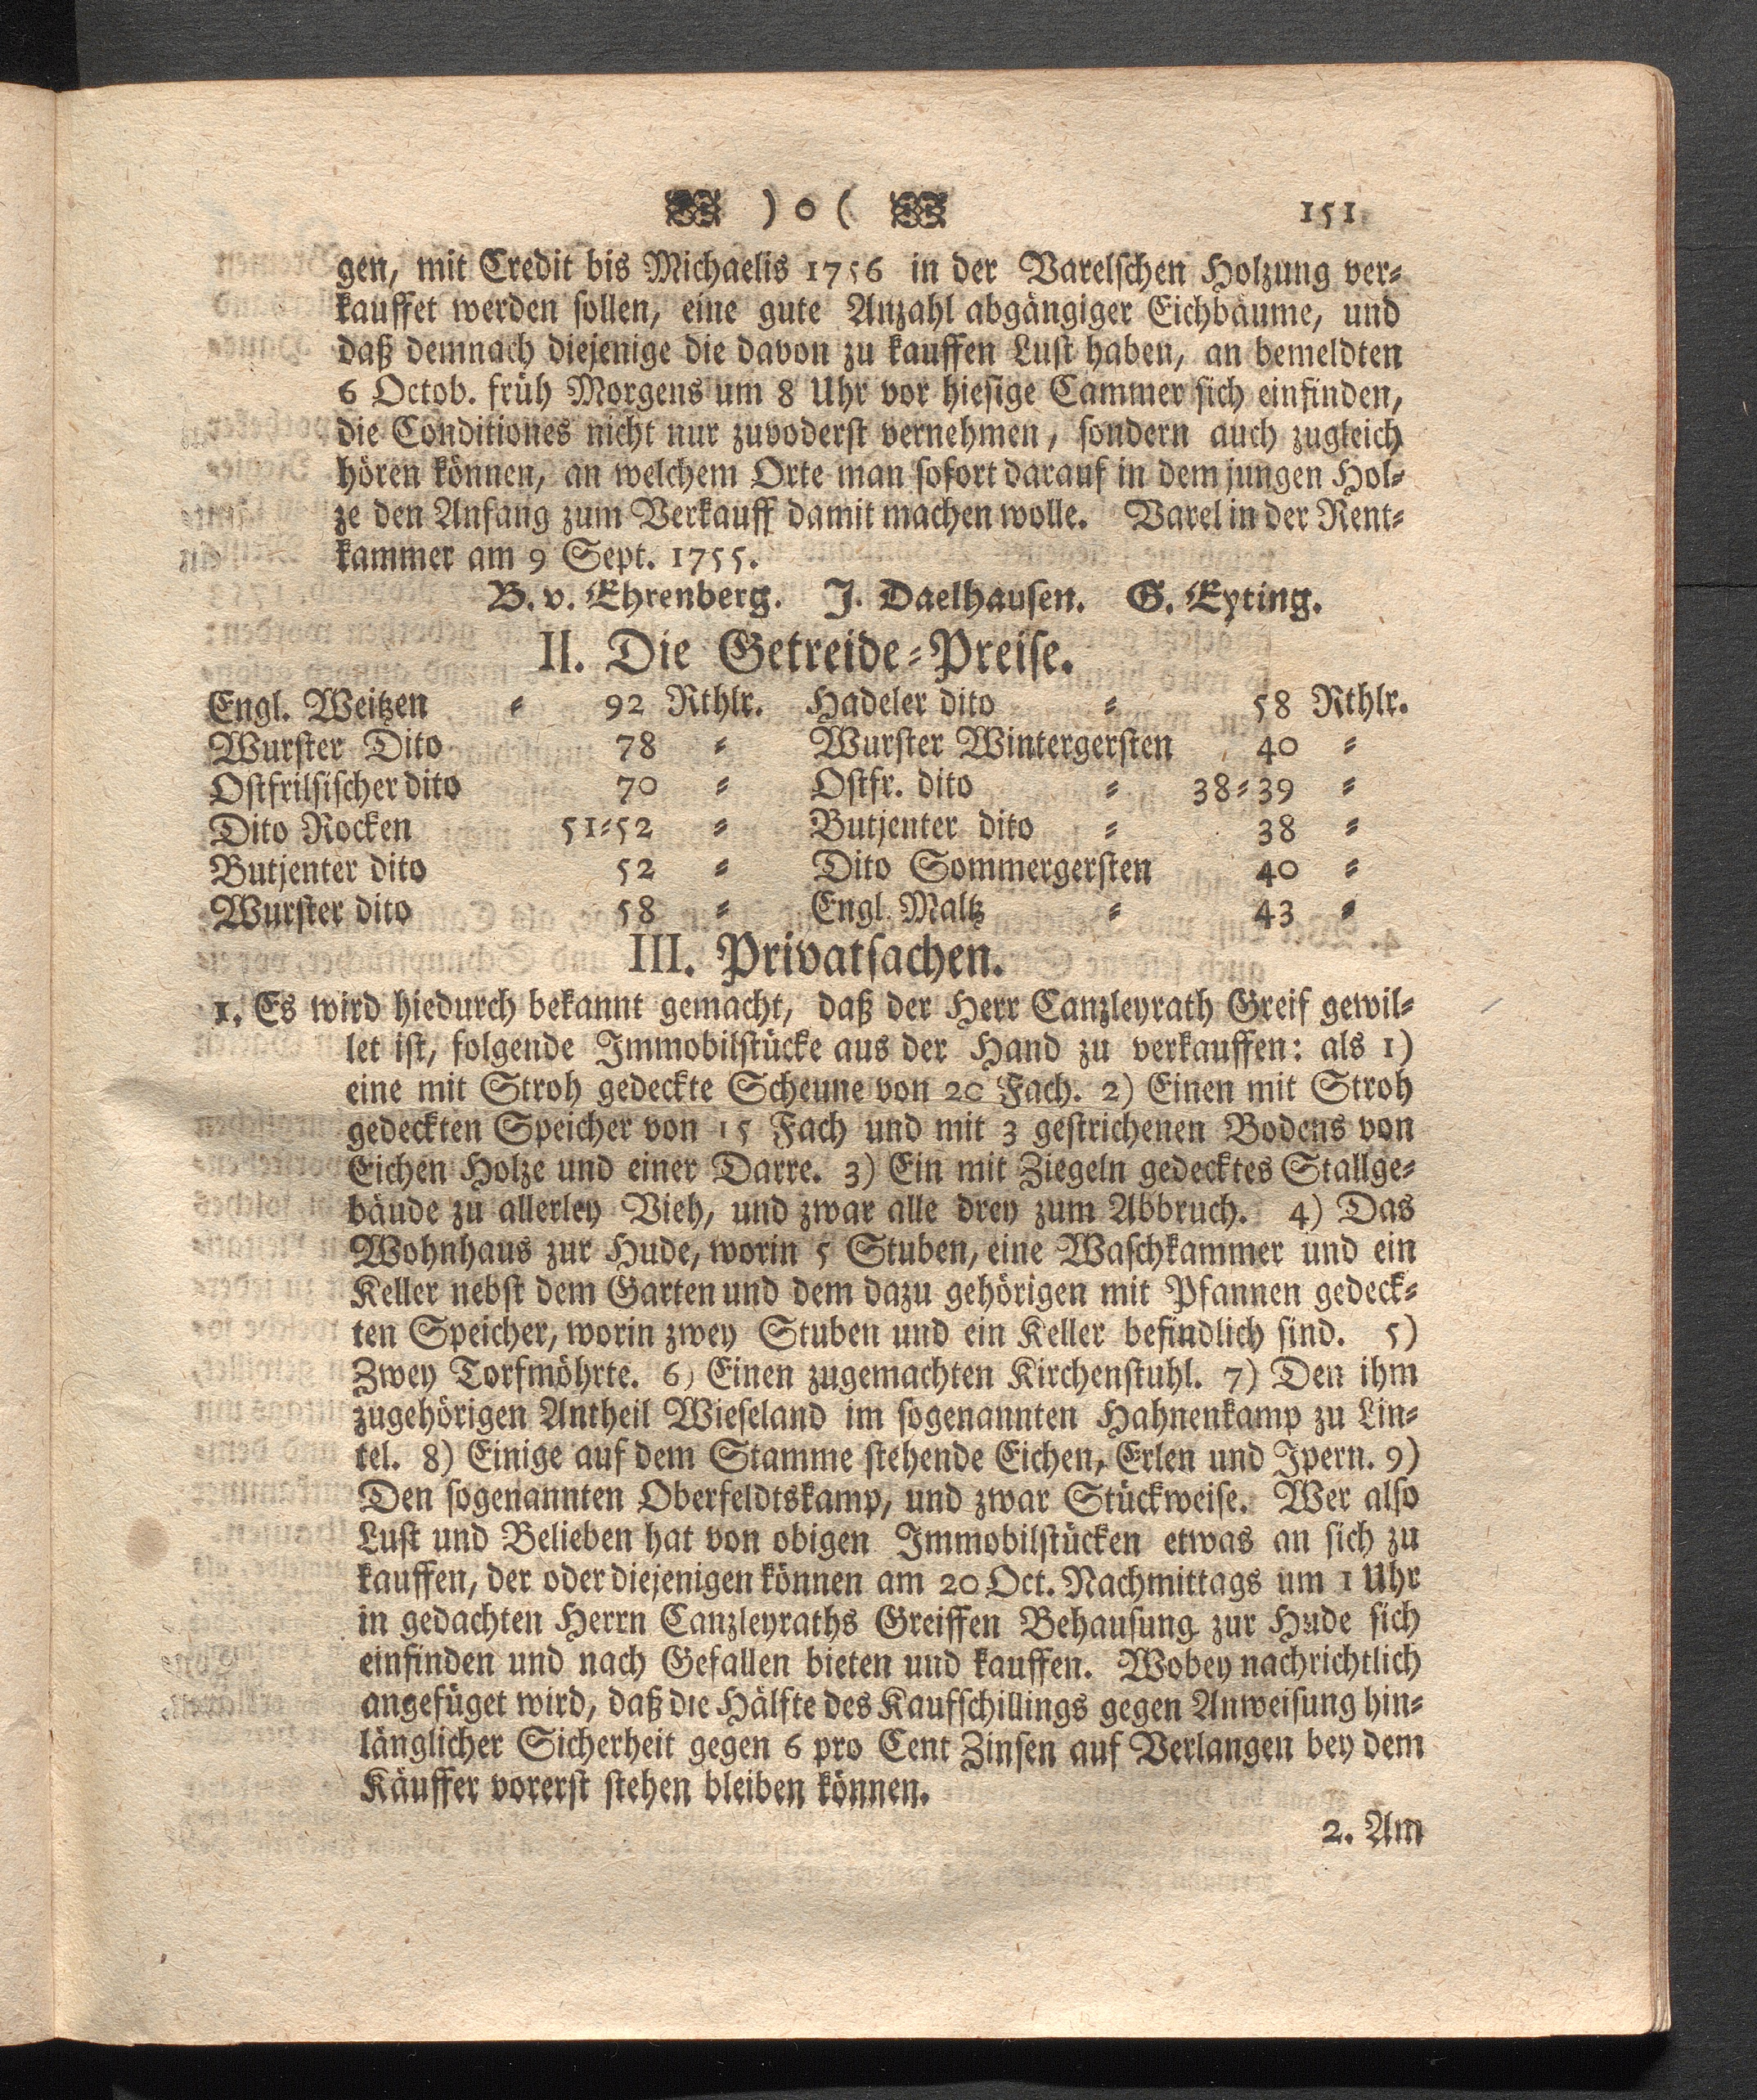 ) o ( 151
gen, mit Credit bis Michaelis 1756 in der Varelschen Holzung ver=
kauffet werden sollen, eine gute Anzahl abgängiger Eichbäume, und
daß demnach diejenige die davon zu kauffen Lust haben, an bemeldten
6 Octob. früh Morgens um 8 Uhr vor hiesige Cammer sich einfinden,
die Conditiones nicht nur zuvoderst vernehmen, sondern auch zugleich
hören können, an welchem Orte man sofort darauf in dem jungen Hol=
ze den Anfang zum Verkauff damit machen wolle. Varel in der Rent=
kammer am 9 Sept. 1755.
B. v. Ehrenberg. J. Daelhausen. G. Eyting.
II. Die Getreide=Preise.
Engl. Weitzen = 92 Rthlr. Hadeler dito = 58 Rthlr.
Wurster Dito 78 = Wurster Wintergersten 40 =
Ostfrilsischer dito 70 = Ostfr. dito = 38=39 =
Dito Rocken 51=52 = Butjenter dito = 38 =
Butjenter dito 52 = Dito Sommergersten 40 =
Wurster dito 58 = Engl. Maltz = 43 =
III. Privatsachen.
1. Es wird hiedurch bekannt gemacht, daß der Herr Canzleyrath Greif gewil=
let ist, folgende Immobilstücke aus der Hand zu verkauffen: als 1)
eine mit Stroh gedeckte Scheune von 20 Fach. 2) Einen mit Stroh
gedeckten Speicher von 15 Fach und mit 3 gestrichenen Bodens von
Eichen Holze und einer Darre. 3) Ein mit Ziegeln gedecktes Stallge=
bäude zu allerley Vieh, und zwar alle drey zum Abbruch. 4) Das
Wohnhaus zur Hude, worin 5 Stuben, eine Waschkammer und ein
Keller nebst dem Garten und dem dazu gehörigen mit Pfannen gedeck=
ten Speicher, worin zwey Stuben und ein Keller befindlich sind. 5)
Zwey Torfmöhrte. 6) Einen zugemachten Kirchenstuhl. 7) Den ihm
zugehörigen Antheil Wieseland im sogenannten Hahnenkamp zu Lin=
tel. 8) Einige auf dem Stamme stehende Eichen, Erlen und Ipern. 9)
Den sogenannten Oberfeldtskamp, und zwar Stückweise. Wer also
Lust und Belieben hat von obigen Immobilstücken etwas an sich zu
kauffen, der oder diejenigen können am 20 Oct. Nachmittags um 1 Uhr
in gedachten Herrn Canzleyraths Greiffen Behausung zur Hude sich
einfinden und nach Gefallen bieten und kauffen. Wobey nachrichtlich
angefüget wird, daß die Hälfte des Kaufschillings gegen Anweisung hin=
länglicher Sicherheit gegen 6 pro Cent Zinsen auf Verlangen bey dem
Käuffer vorerst stehen bleiben können.
2. Am